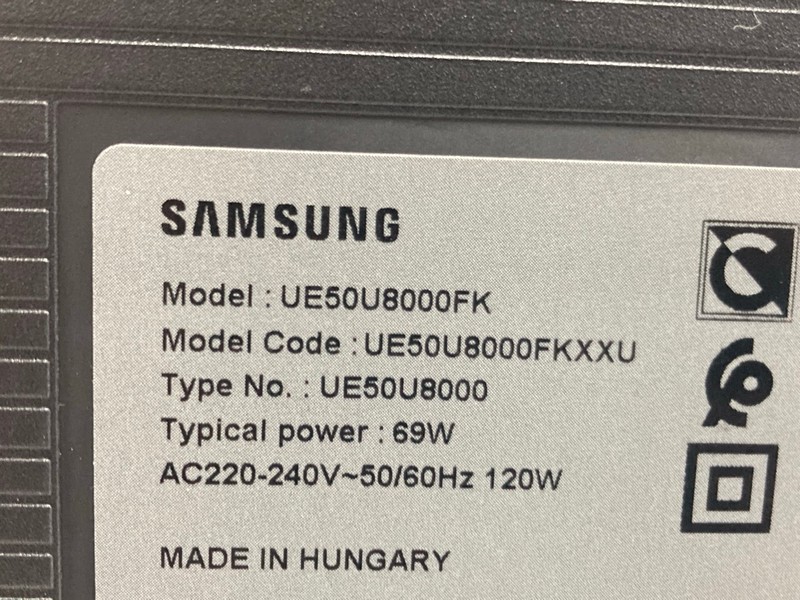 SAMSUNG
Model : UE50U8000FK
Model Code : UE50U8000FKXXU
Type No. : UE50U8000
Typical power : 69W
AC220-240V~50/60Hz 120W
MADE IN HUNGARY